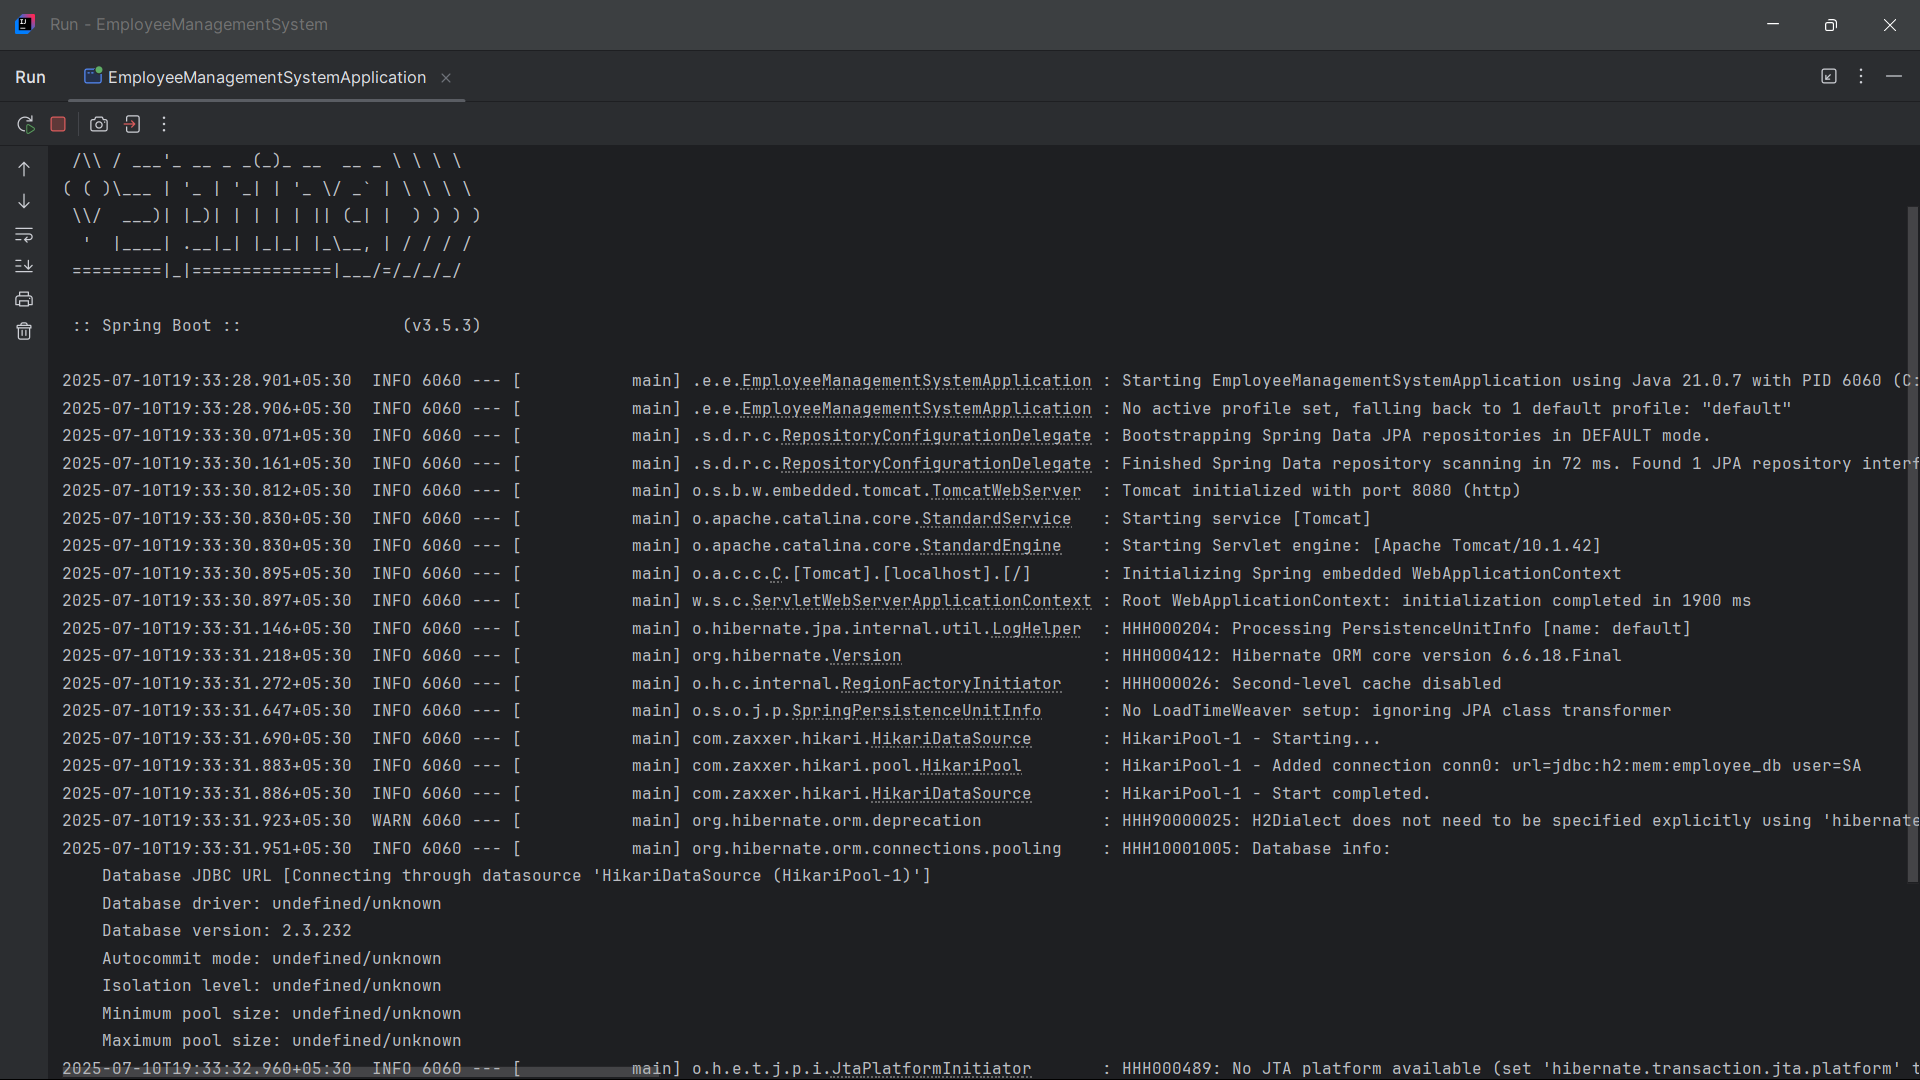 Run - EmployeeManagementSystem
Run EmployeeManagementSystemApplication
 /\\ / ___'_ __ _ _(_)_ __  __ _ \ \ \ \
( ( )\___ | '_ | '_| | '_ \/ _` | \ \ \ \
 \\/  ___)| |_)| | | | | || (_| |  ) ) ) )
  '  |____| .__|_| |_|_| |_\__, | / / / /
 =========|_|==============|___/=/_/_/_/
 :: Spring Boot ::                (v3.5.3)
2025-07-10T19:33:28.901+05:30  INFO 6060 --- [           main] .e.e.EmployeeManagementSystemApplication : Starting EmployeeManagementSystemApplication using Java 21.0.7 with PID 6060 (C:
2025-07-10T19:33:28.906+05:30  INFO 6060 --- [           main] .e.e.EmployeeManagementSystemApplication : No active profile set, falling back to 1 default profile: "default"
2025-07-10T19:33:30.071+05:30  INFO 6060 --- [           main] .s.d.r.c.RepositoryConfigurationDelegate : Bootstrapping Spring Data JPA repositories in DEFAULT mode.
2025-07-10T19:33:30.161+05:30  INFO 6060 --- [           main] .s.d.r.c.RepositoryConfigurationDelegate : Finished Spring Data repository scanning in 72 ms. Found 1 JPA repository interf
2025-07-10T19:33:30.812+05:30  INFO 6060 --- [           main] o.s.b.w.embedded.tomcat.TomcatWebServer  : Tomcat initialized with port 8080 (http)
2025-07-10T19:33:30.830+05:30  INFO 6060 --- [           main] o.apache.catalina.core.StandardService   : Starting service [Tomcat]
2025-07-10T19:33:30.830+05:30  INFO 6060 --- [           main] o.apache.catalina.core.StandardEngine    : Starting Servlet engine: [Apache Tomcat/10.1.42]
2025-07-10T19:33:30.895+05:30  INFO 6060 --- [           main] o.a.c.c.C.[Tomcat].[localhost].[/]       : Initializing Spring embedded WebApplicationContext
2025-07-10T19:33:30.897+05:30  INFO 6060 --- [           main] w.s.c.ServletWebServerApplicationContext : Root WebApplicationContext: initialization completed in 1900 ms
2025-07-10T19:33:31.146+05:30  INFO 6060 --- [           main] o.hibernate.jpa.internal.util.LogHelper  : HHH000204: Processing PersistenceUnitInfo [name: default]
2025-07-10T19:33:31.218+05:30  INFO 6060 --- [           main] org.hibernate.Version                    : HHH000412: Hibernate ORM core version 6.6.18.Final
2025-07-10T19:33:31.272+05:30  INFO 6060 --- [           main] o.h.c.internal.RegionFactoryInitiator    : HHH000026: Second-level cache disabled
2025-07-10T19:33:31.647+05:30  INFO 6060 --- [           main] o.s.o.j.p.SpringPersistenceUnitInfo      : No LoadTimeWeaver setup: ignoring JPA class transformer
2025-07-10T19:33:31.690+05:30  INFO 6060 --- [           main] com.zaxxer.hikari.HikariDataSource       : HikariPool-1 - Starting...
2025-07-10T19:33:31.883+05:30  INFO 6060 --- [           main] com.zaxxer.hikari.pool.HikariPool        : HikariPool-1 - Added connection conn0: url=jdbc:h2:mem:employee_db user=SA
2025-07-10T19:33:31.886+05:30  INFO 6060 --- [           main] com.zaxxer.hikari.HikariDataSource       : HikariPool-1 - Start completed.
2025-07-10T19:33:31.923+05:30  WARN 6060 --- [           main] org.hibernate.orm.deprecation            : HHH90000025: H2Dialect does not need to be specified explicitly using 'hibernate
2025-07-10T19:33:31.951+05:30  INFO 6060 --- [           main] org.hibernate.orm.connections.pooling    : HHH10001005: Database info:
    Database JDBC URL [Connecting through datasource 'HikariDataSource (HikariPool-1)']
    Database driver: undefined/unknown
    Database version: 2.3.232
    Autocommit mode: undefined/unknown
    Isolation level: undefined/unknown
    Minimum pool size: undefined/unknown
    Maximum pool size: undefined/unknown
2025-07-10T19:33:32.960+05:30  INFO 6060 --- [           main] o.h.e.t.j.p.i.JtaPlatformInitiator       : HHH000489: No JTA platform available (set 'hibernate.transaction.jta.platform' t